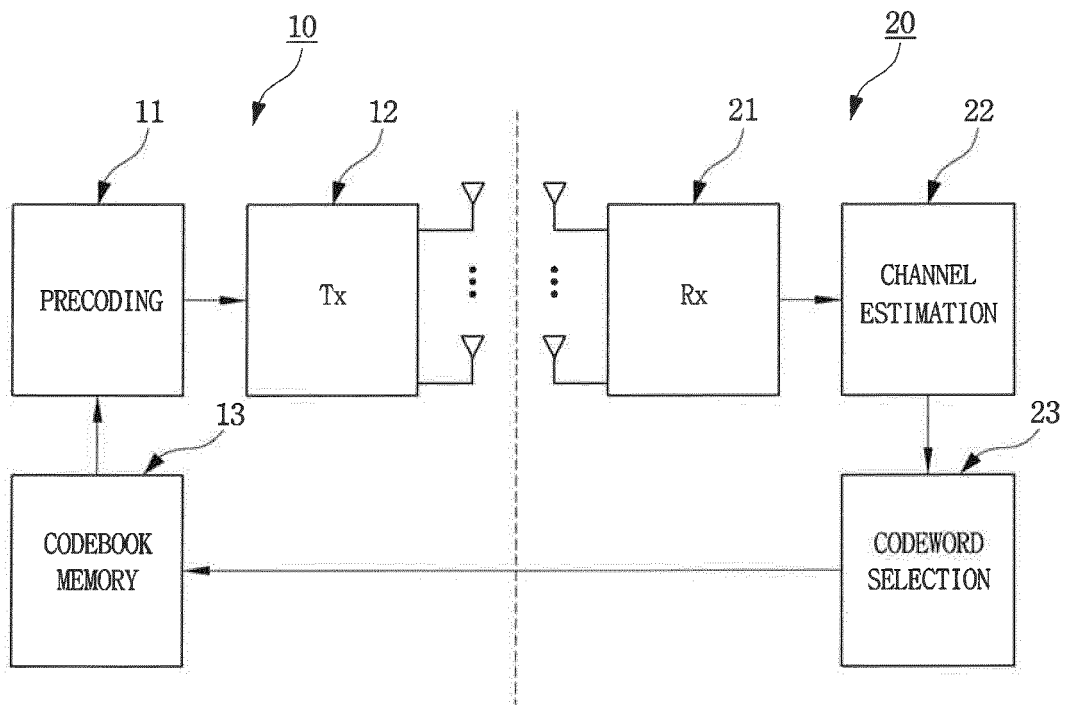 10
20
11
12
21
22
PRECODING
Tx
Rx
CHANNEL
ESTIMATION
13
23
CODEBOOK
MEMORY
CODEWORD
SELECTION